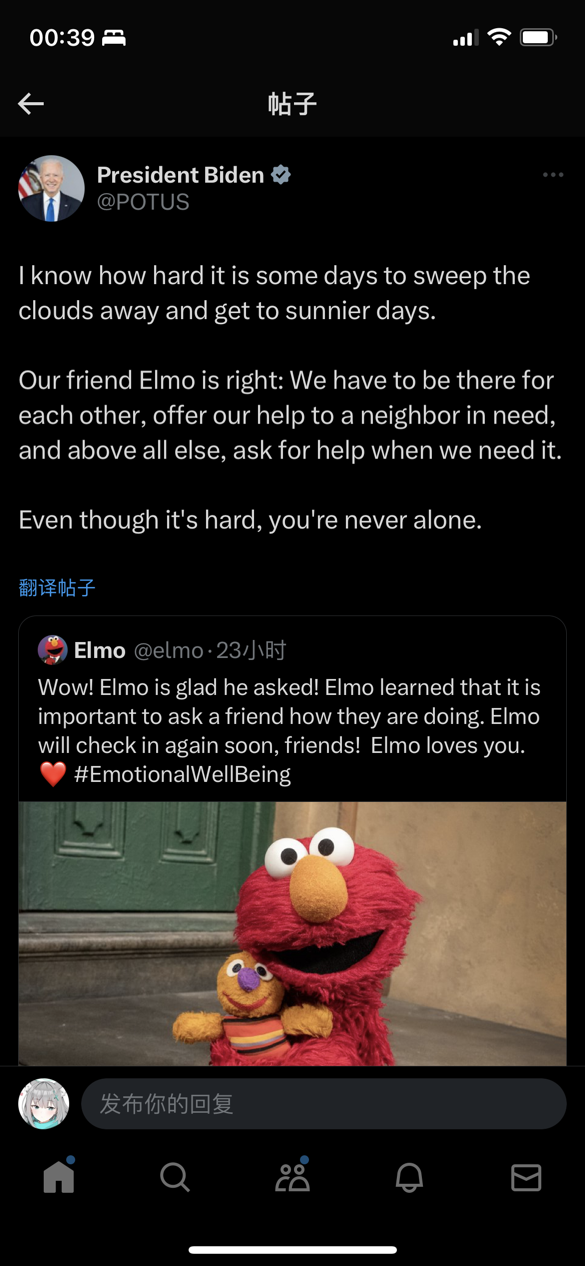 00:39
帖子
President Biden
@POTUS
I know how hard it is some days to sweep the
clouds away and get to sunnier days.
Our friend Elmo is right: We have to be there for
each other, offer our help to a neighbor in need,
and above all else, ask for help when we need it.
Even though it's hard, you're never alone.
翻译帖子
Elmo @elmo · 23小时
Wow! Elmo is glad he asked! Elmo learned that it is
important to ask a friend how they are doing. Elmo
will check in again soon, friends! Elmo loves you.
❤️ #EmotionalWellBeing
发布你的回复